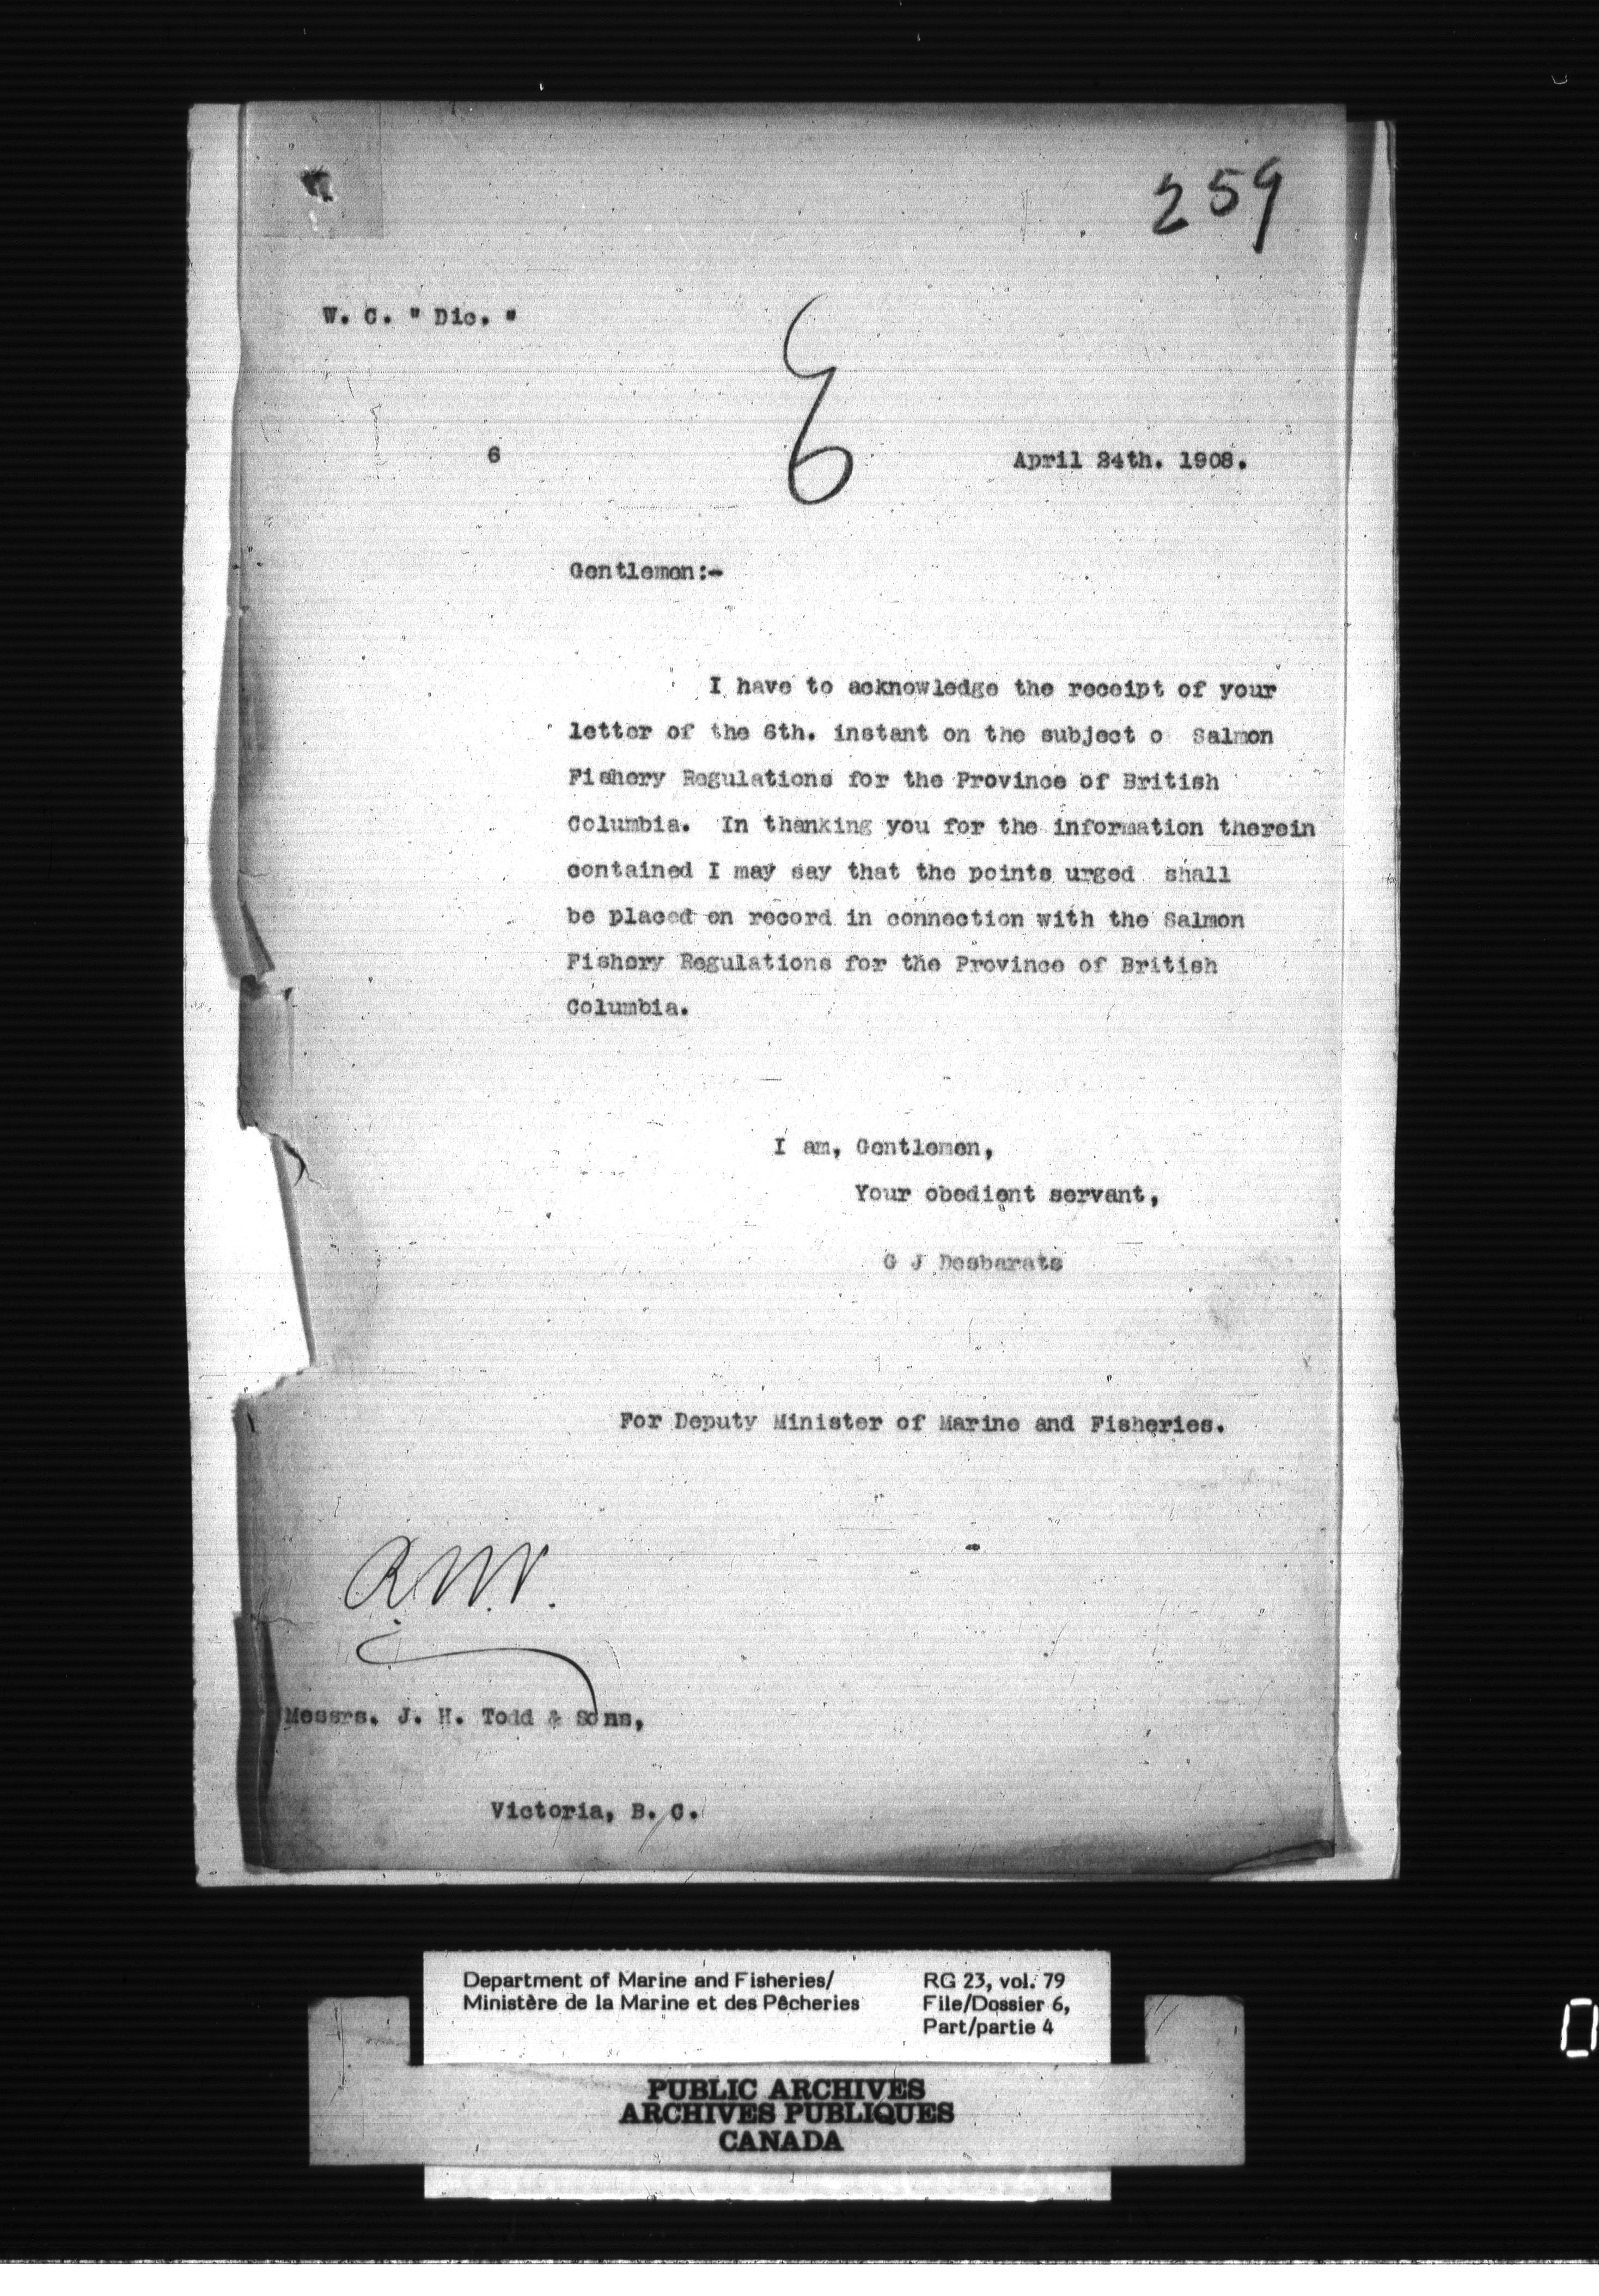 259
W. C. " Dic. "
6
6 April 24th. 1908.
Gentlemen:-
I have to acknowledge the receipt of your
letter of the 6th. instant on the subject o Salmon
Fishery Regulations for the Province of British
Columbia. In thanking you for the information therein
contained I may say that the points urged shall
be placed on record in connection with the Salmon
Fishery Regulations for the Province of British
Columbia.
I am, Gentlemen,
Your obedient servant,
G J Desbarats
For Deputy Minister of Marine and Fisheries.
Messrs. J. H. Todd & Sons,
Victoria, B. C.
Department of Marine and Fisheries/ RG 23, vol. 79
Ministère de la Marine et des Pêcheries File/Dossier 6,
Part/partie 4
PUBLIC ARCHIVES
ARCHIVES PUBLIQUES
CANADA